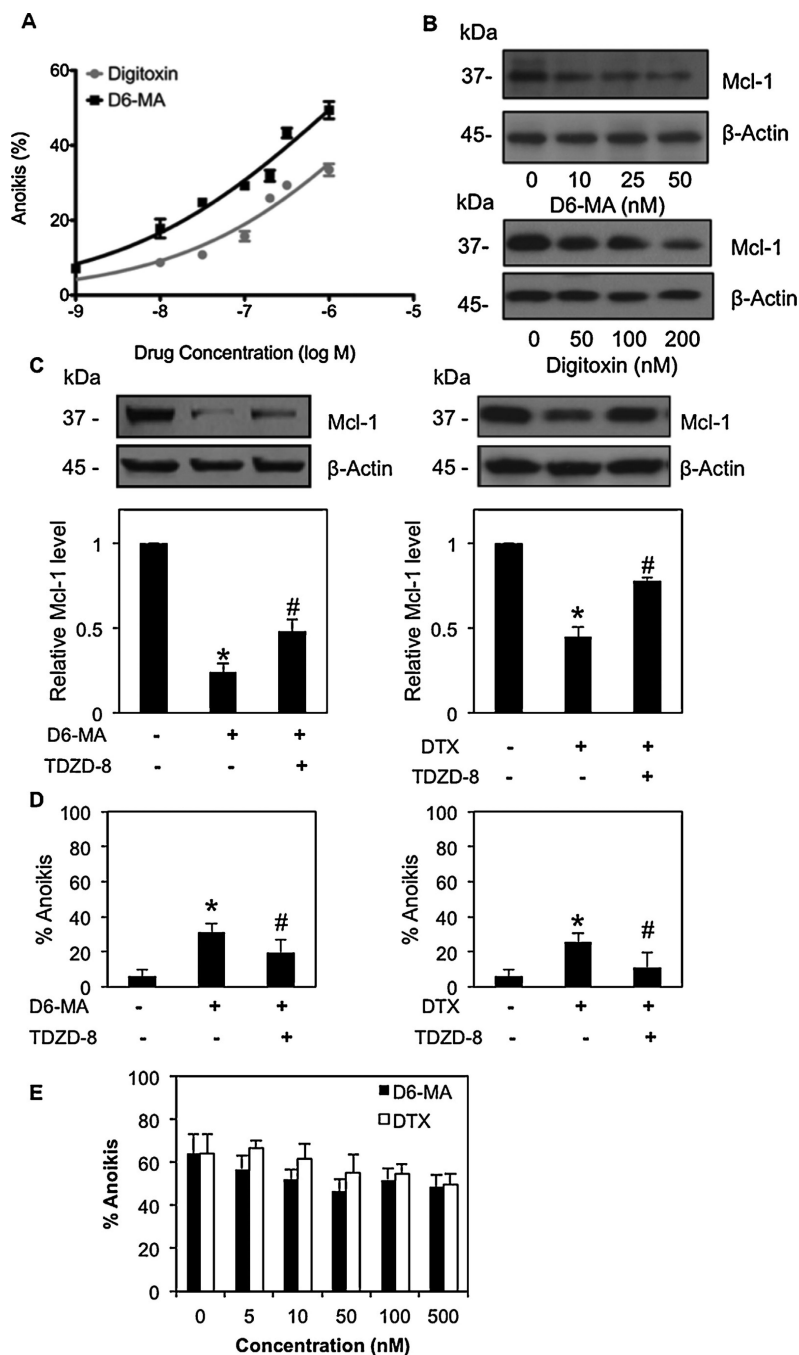 A
Digitoxin
D6-MA
60
40
20
0
Anoikis (%)
-9 -8 -7 -6 -5
Drug Concentration (log M)
B
kDa
37- Mcl-1
45- β-Actin
0 10 25 50
D6-MA (nM)
kDa
37- Mcl-1
45- β-Actin
0 50 100 200
Digitoxin (nM)
C
kDa
37 - Mcl-1
45 - β-Actin
Relative Mcl-1 level
1
0.5
0
* #
D6-MA - + +
TDZD-8 - - +
kDa
37 - Mcl-1
45 - β-Actin
Relative Mcl-1 level
1
0.5
0
* #
DTX - + +
TDZD-8 - - +
D
% Anoikis
100
80
60
40
20
0
* #
D6-MA - + +
TDZD-8 - - +
% Anoikis
100
80
60
40
20
0
* #
DTX - + +
TDZD-8 - - +
E
% Anoikis
100
80
60
40
20
0
D6-MA
DTX
0 5 10 50 100 500
Concentration (nM)